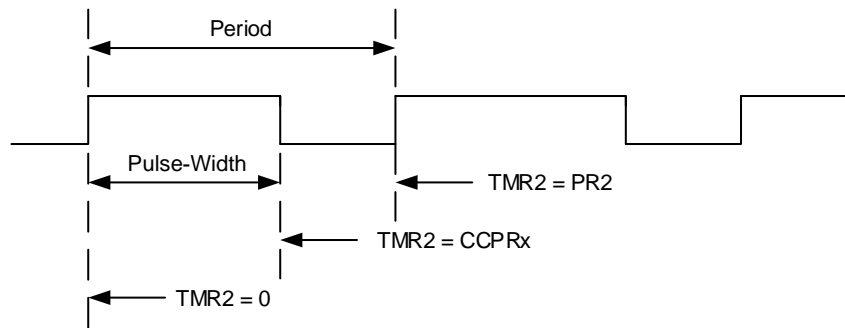 Period
Pulse-Width
TMR2 = PR2
TMR2 = CCPRx
TMR2 = 0